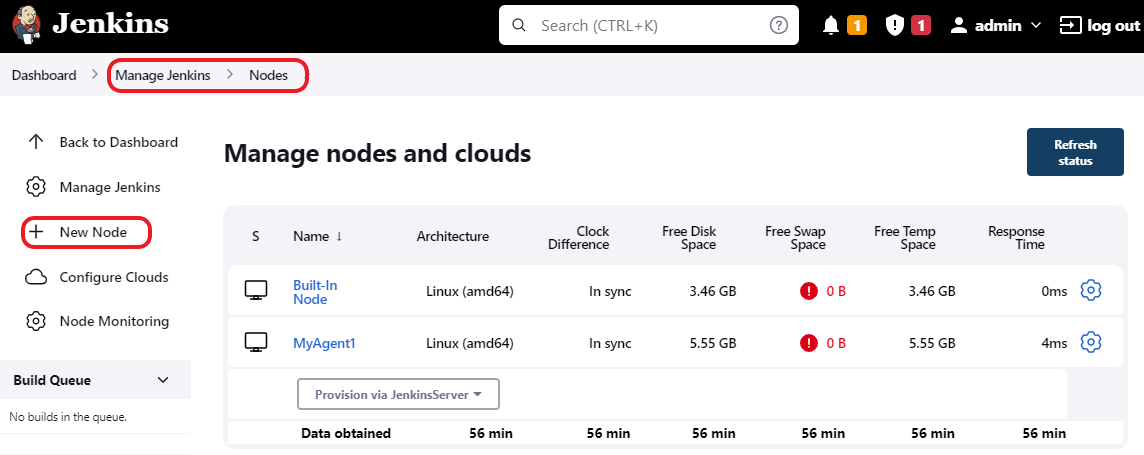 Jenkins
Search (CTRL+K)
?
1
1
admin
log out
Dashboard > Manage Jenkins > Nodes
Back to Dashboard
Manage Jenkins
New Node
Configure Clouds
Node Monitoring
Build Queue
No builds in the queue.
Manage nodes and clouds
Refresh
status
S Name ↓ Architecture Clock Difference Free Disk Space Free Swap Space Free Temp Space Response Time
Built-In Node Linux (amd64) In sync 3.46 GB ! 0 B 3.46 GB 0ms
MyAgent1 Linux (amd64) In sync 5.55 GB ! 0 B 5.55 GB 4ms
Provision via JenkinsServer
Data obtained 56 min 56 min 56 min 56 min 56 min 56 min